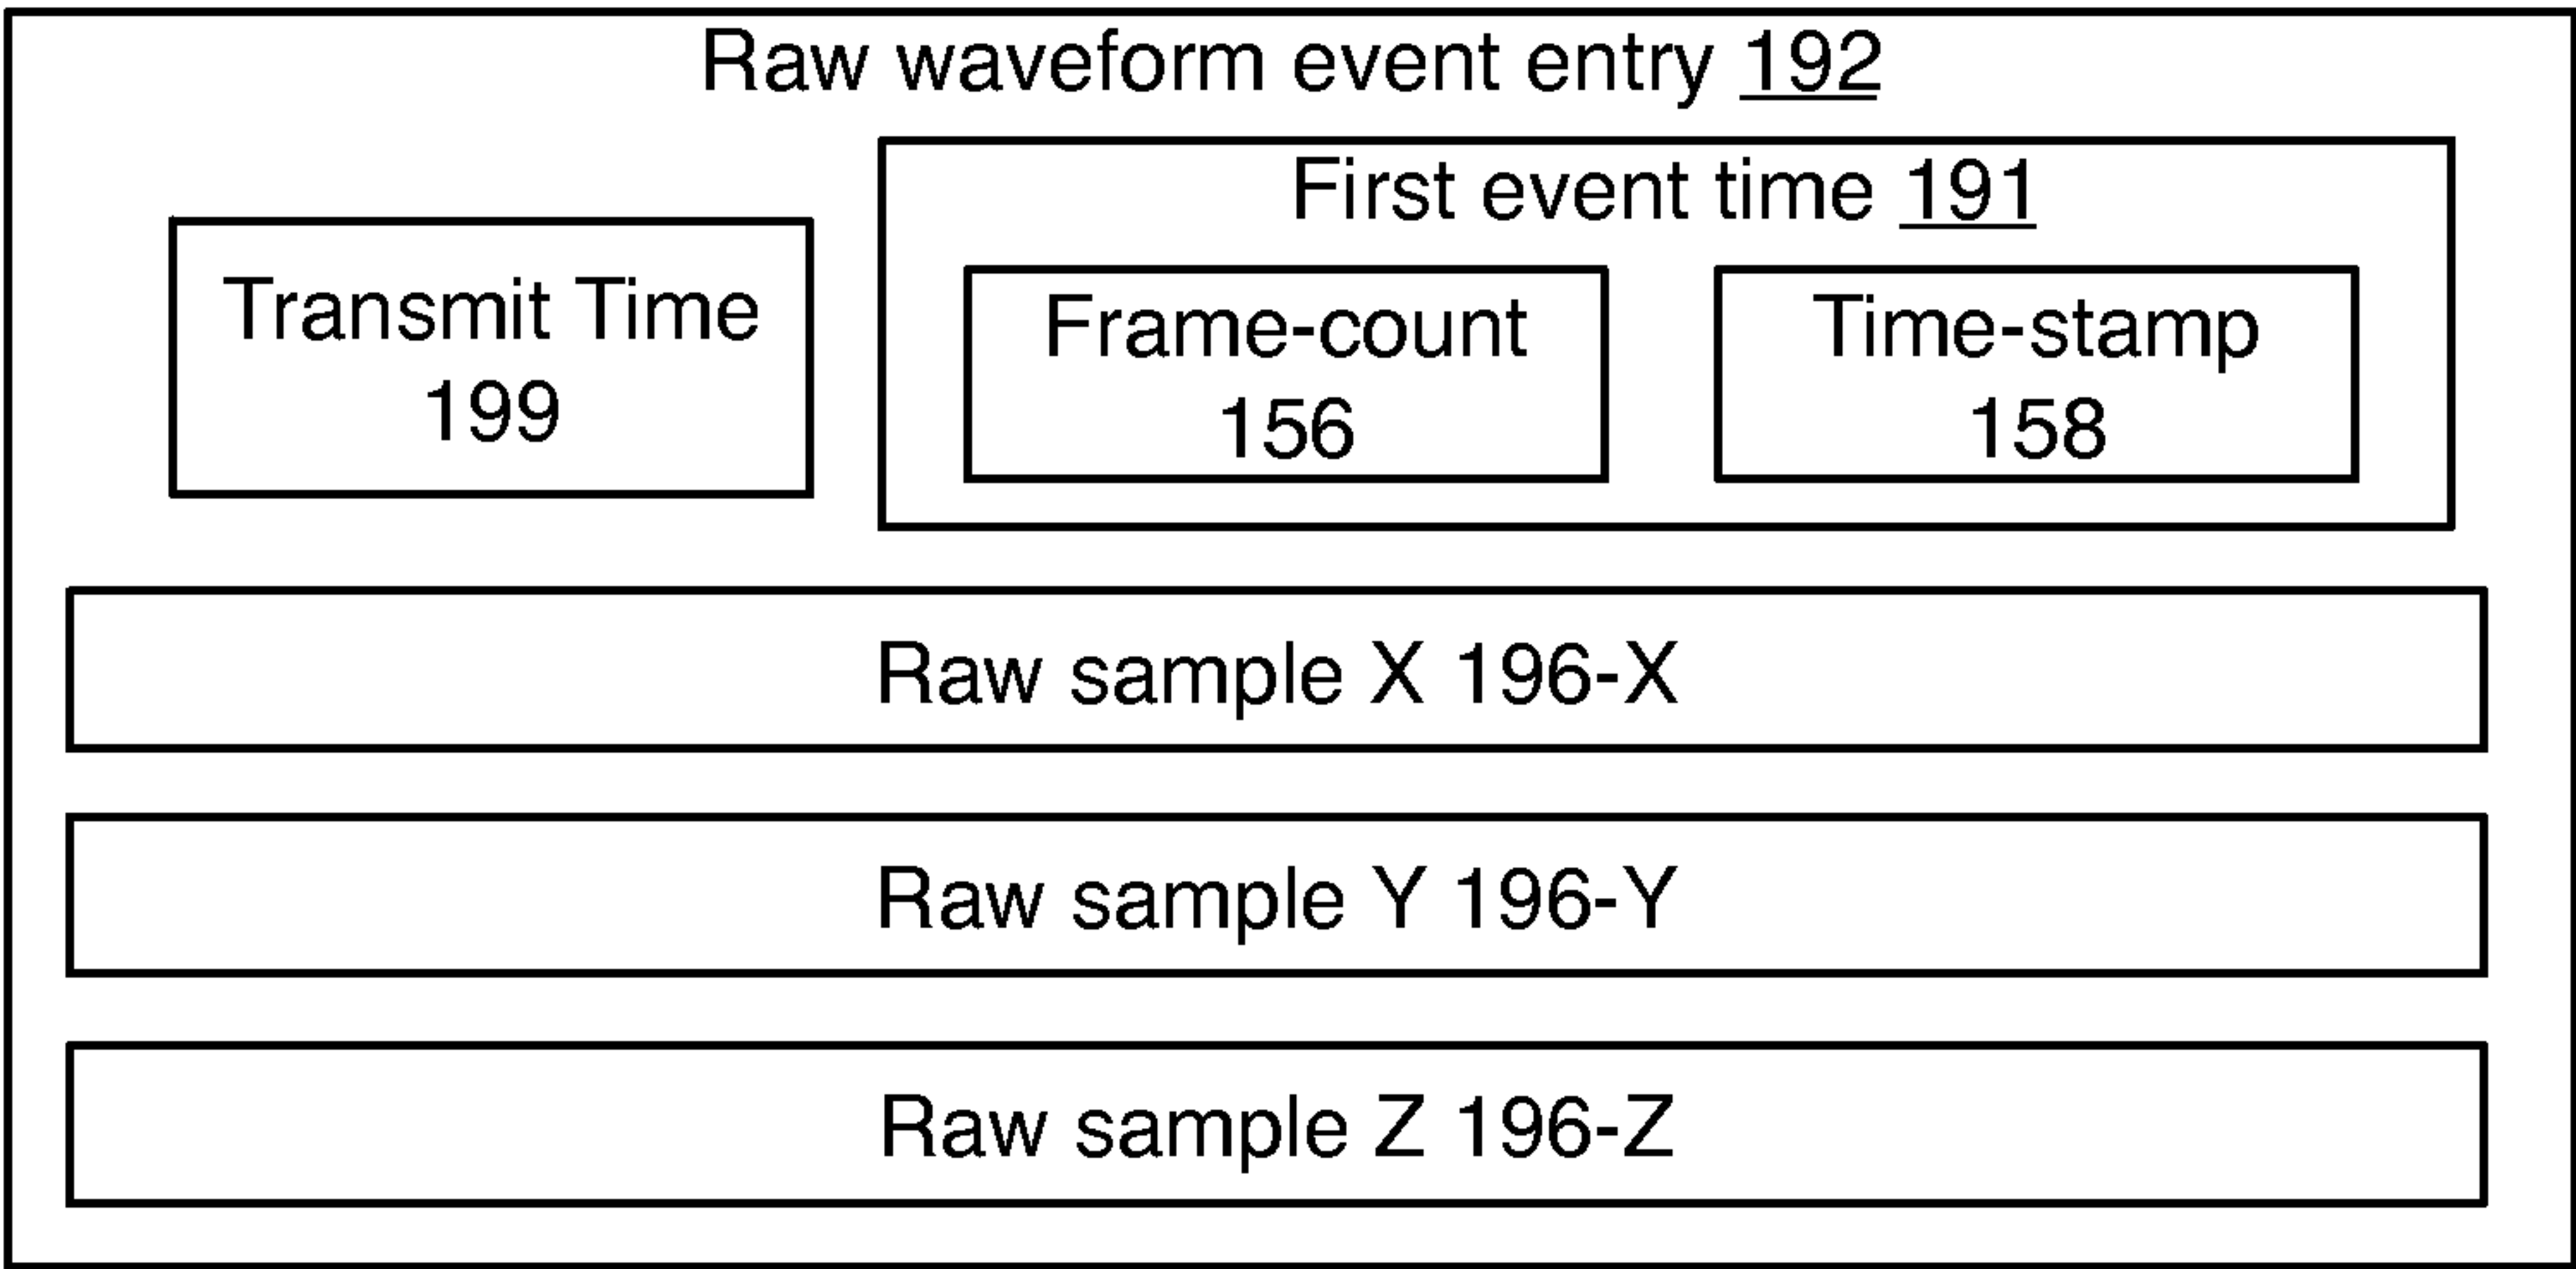 Raw waveform event entry 192
First event time 191
Transmit Time
199
Frame-count
156
Time-stamp
158
Raw sample X 196-X
Raw sample Y 196-Y
Raw sample Z 196-Z